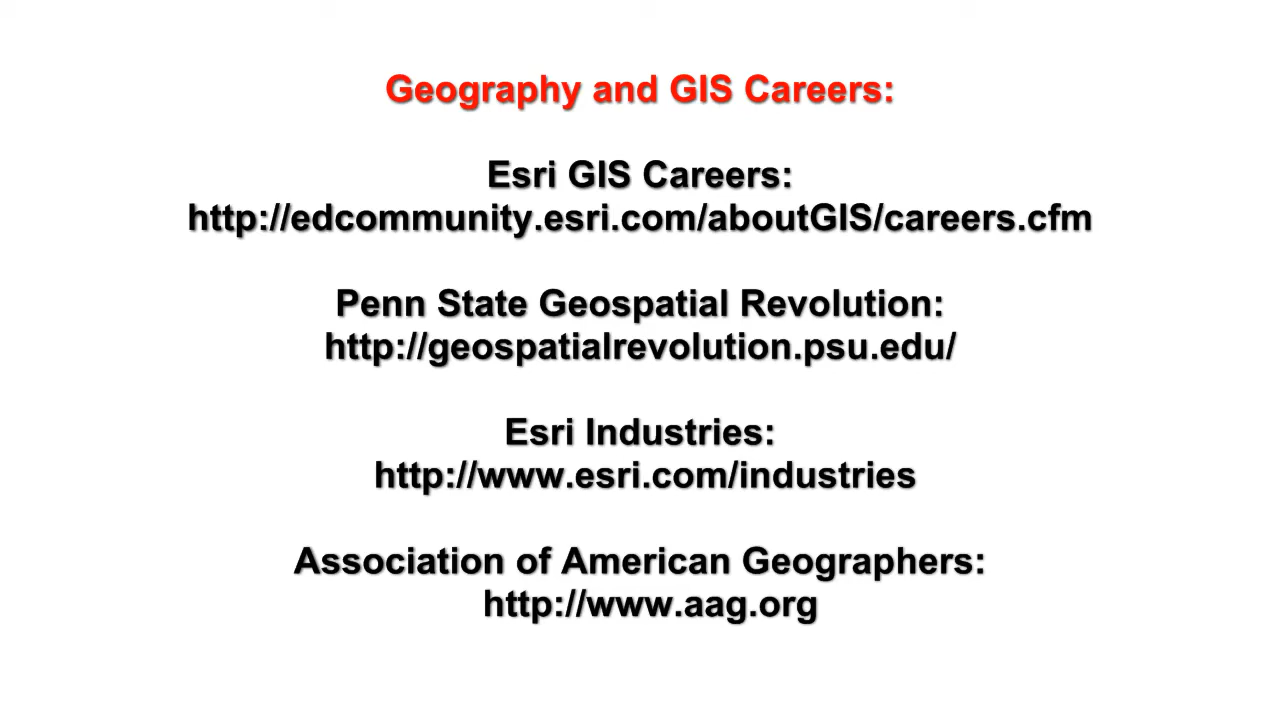 Geography and GIS Careers:
Esri GIS Careers:
http://edcommunity.esri.com/aboutGIS/careers.cfm
Penn State Geospatial Revolution:
http://geospatialrevolution.psu.edu/
Esri Industries:
http://www.esri.com/industries
Association of American Geographers:
http://www.aag.org